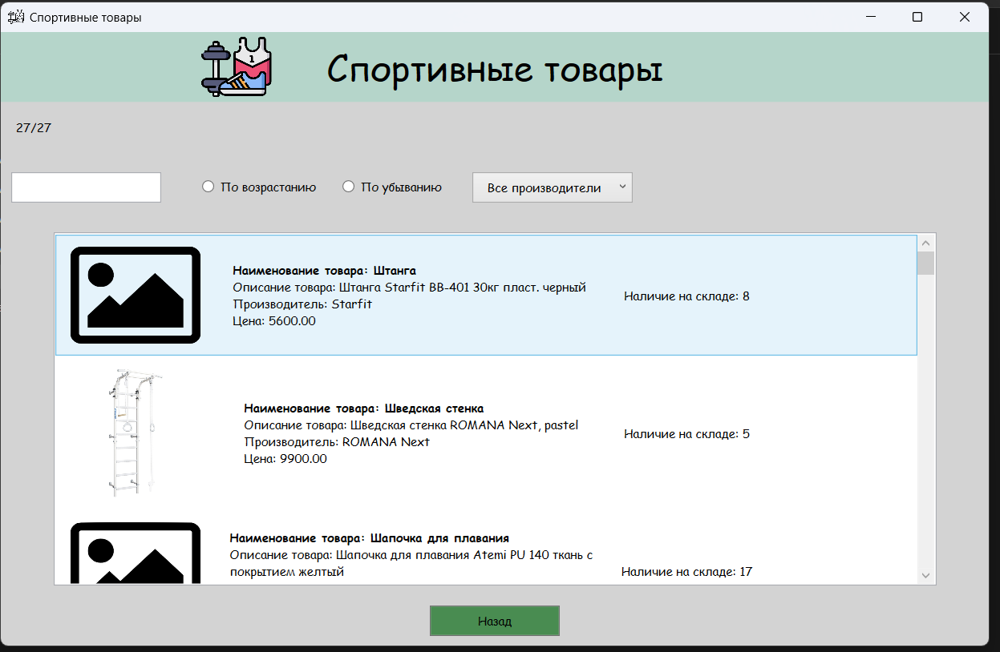 Спортивные товары
1
Спортивные товары
27/27
По возрастанию
По убыванию
Все производители
Наименование товара: Штанга
Описание товара: Штанга Starfit BB-401 30кг пласт. черный
Производитель: Starfit
Цена: 5600.00
Наличие на складе: 8
Наименование товара: Шведская стенка
Описание товара: Шведская стенка ROMANA Next, pastel
Производитель: ROMANA Next
Цена: 9900.00
Наличие на складе: 5
Наименование товара: Шапочка для плавания
Описание товара: Шапочка для плавания Atemi PU 140 ткань с
покрытием желтый
Наличие на складе: 17
Назад